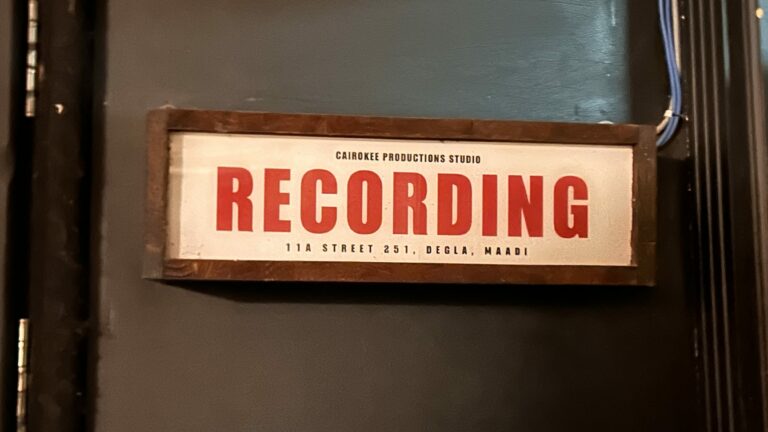 CAIROKEE PRODUCTIONS STUDIO
RECORDING
11A STREET 251, DEGLA, MAADI